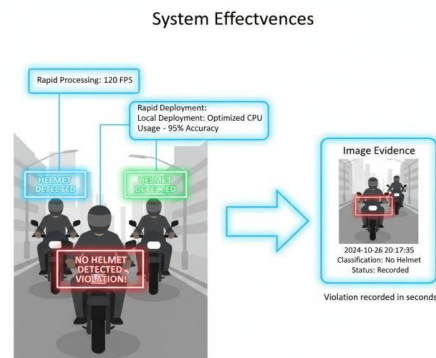 System Effectvences
Rapid Processing: 120 FPS
Rapid Deployment:
Local Deployment: Optimized CPU
Usage - 95% Accuracy
HELMET
DETECTED
HELMET
DETECTED
NO HELMET
DETECTED
VIOLATION!
Image Evidence
2024-10-26 20:17:35
Classification: No Helmet
Status: Recorded
Violation recorded in seconds